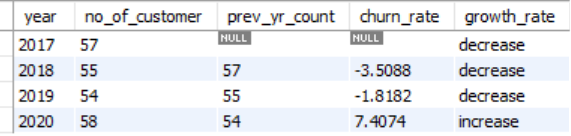 year no_of_customer prev_yr_count churn_rate growth_rate
2017 57 NULL NULL decrease
2018 55 57 -3.5088 decrease
2019 54 55 -1.8182 decrease
2020 58 54 7.4074 increase